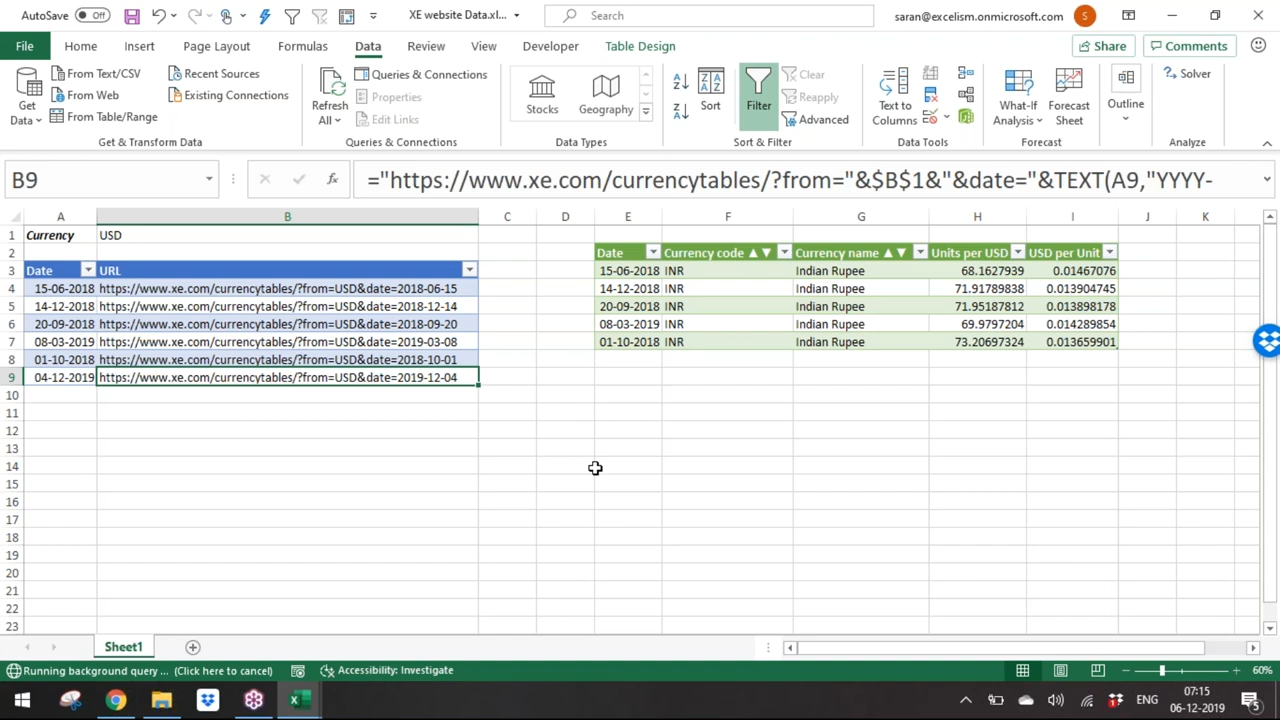 AutoSave Off XE website Data.xl... Search saran@excelism.onmicrosoft.com S
File Home Insert Page Layout Formulas Data Review View Developer Table Design Share Comments
Get Data From Text/CSV Recent Sources
From Web Existing Connections
From Table/Range
Get & Transform Data
Refresh All Queries & Connections
Properties
Edit Links
Queries & Connections
Stocks Geography
Data Types
Sort Filter Clear
Reapply
Advanced
Sort & Filter
Text to Columns
Data Tools
What-If Analysis Forecast Sheet
Forecast
Outline
Solver
Analyze
B9 fx ="https://www.xe.com/currencytables/?from="&$B$1&"&date="&TEXT(A9,"YYYY-
A B C D E F G H I J K
1 Currency USD
2 Date Currency code ▲▼ Currency name ▲▼ Units per USD USD per Unit
3 Date URL 15-06-2018 INR Indian Rupee 68.1627939 0.01467076
4 15-06-2018 https://www.xe.com/currencytables/?from=USD&date=2018-06-15 14-12-2018 INR Indian Rupee 71.91789838 0.013904745
5 14-12-2018 https://www.xe.com/currencytables/?from=USD&date=2018-12-14 20-09-2018 INR Indian Rupee 71.95187812 0.013898178
6 20-09-2018 https://www.xe.com/currencytables/?from=USD&date=2018-09-20 08-03-2019 INR Indian Rupee 69.9797204 0.014289854
7 08-03-2019 https://www.xe.com/currencytables/?from=USD&date=2019-03-08 01-10-2018 INR Indian Rupee 73.20697324 0.013659901
8 01-10-2018 https://www.xe.com/currencytables/?from=USD&date=2018-10-01
9 04-12-2019 https://www.xe.com/currencytables/?from=USD&date=2019-12-04
10
11
12
13
14
15
16
17
18
19
20
21
22
23
Sheet1
Running background query ... (Click here to cancel) Accessibility: Investigate 60%
ENG 07:15
06-12-2019 5